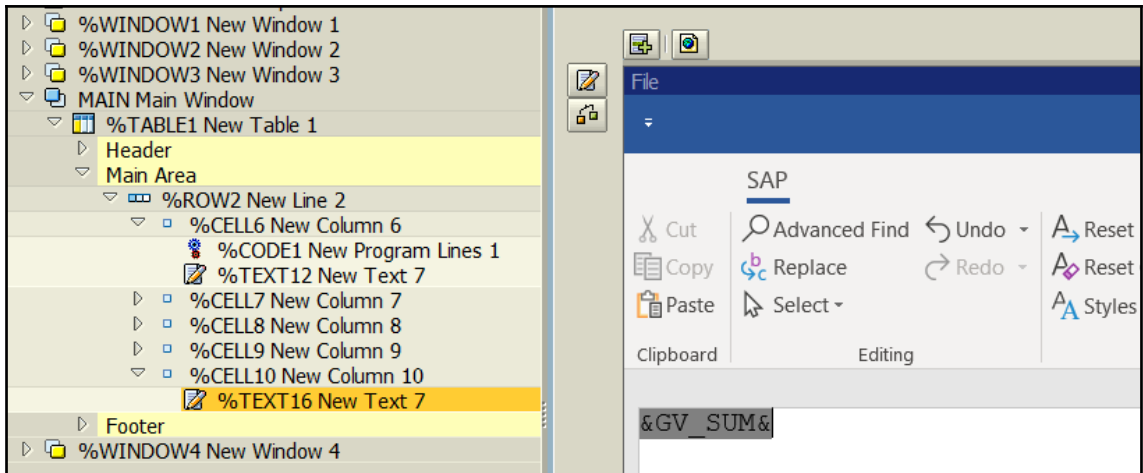 %WINDOW1 New Window 1
%WINDOW2 New Window 2
%WINDOW3 New Window 3
MAIN Main Window
%TABLE1 New Table 1
Header
Main Area
%ROW2 New Line 2
%CELL6 New Column 6
%CODE1 New Program Lines 1
%TEXT12 New Text 7
%CELL7 New Column 7
%CELL8 New Column 8
%CELL9 New Column 9
%CELL10 New Column 10
%TEXT16 New Text 7
Footer
%WINDOW4 New Window 4
File
SAP
Cut
Advanced Find
Undo
Reset
Copy
Replace
Redo
Reset
Paste
Select
Styles
Clipboard
Editing
&GV_SUM&